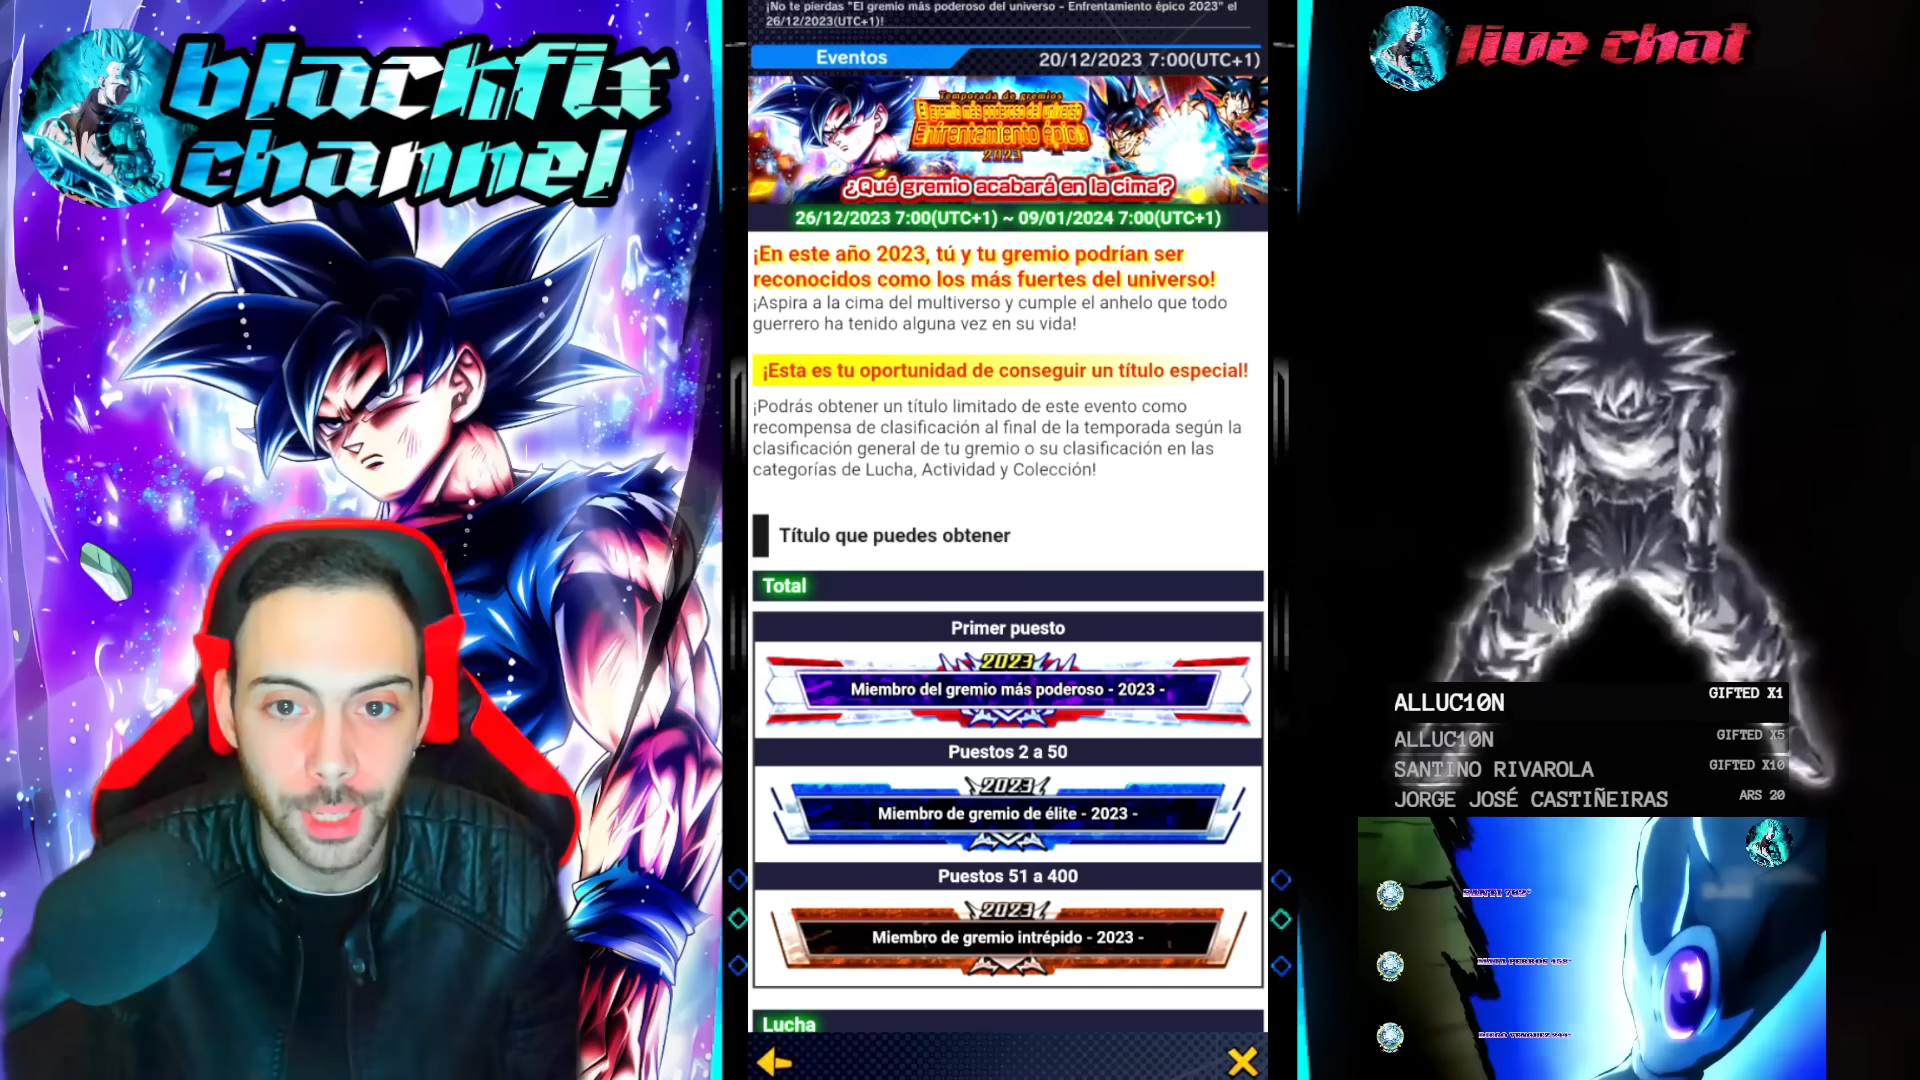 blackfix
channel
¡No te pierdas "El gremio más poderoso del universo - Enfrentamiento épico 2023" el
26/12/2023(UTC+1)!
Eventos
20/12/2023 7:00(UTC+1)
Temporada de gremios
El gremio más poderoso del universo
Enfrentamiento épico
2023
¿Qué gremio acabará en la cima?
26/12/2023 7:00(UTC+1) ~ 09/01/2024 7:00(UTC+1)
¡En este año 2023, tú y tu gremio podrían ser
reconocidos como los más fuertes del universo!
¡Aspira a la cima del multiverso y cumple el anhelo que todo
guerrero ha tenido alguna vez en su vida!
¡Esta es tu oportunidad de conseguir un título especial!
¡Podrás obtener un título limitado de este evento como
recompensa de clasificación al final de la temporada según la
clasificación general de tu gremio o su clasificación en las
categorías de Lucha, Actividad y Colección!
Título que puedes obtener
Total
Primer puesto
2023
Miembro del gremio más poderoso - 2023 -
Puestos 2 a 50
2023
Miembro de gremio de élite - 2023 -
Puestos 51 a 400
2023
Miembro de gremio intrépido - 2023 -
Lucha
live chat
ALLUC10N GIFTED X1
ALLUC10N GIFTED X5
SANTINO RIVAROLA GIFTED X10
JORGE JOSÉ CASTIÑEIRAS ARS 20